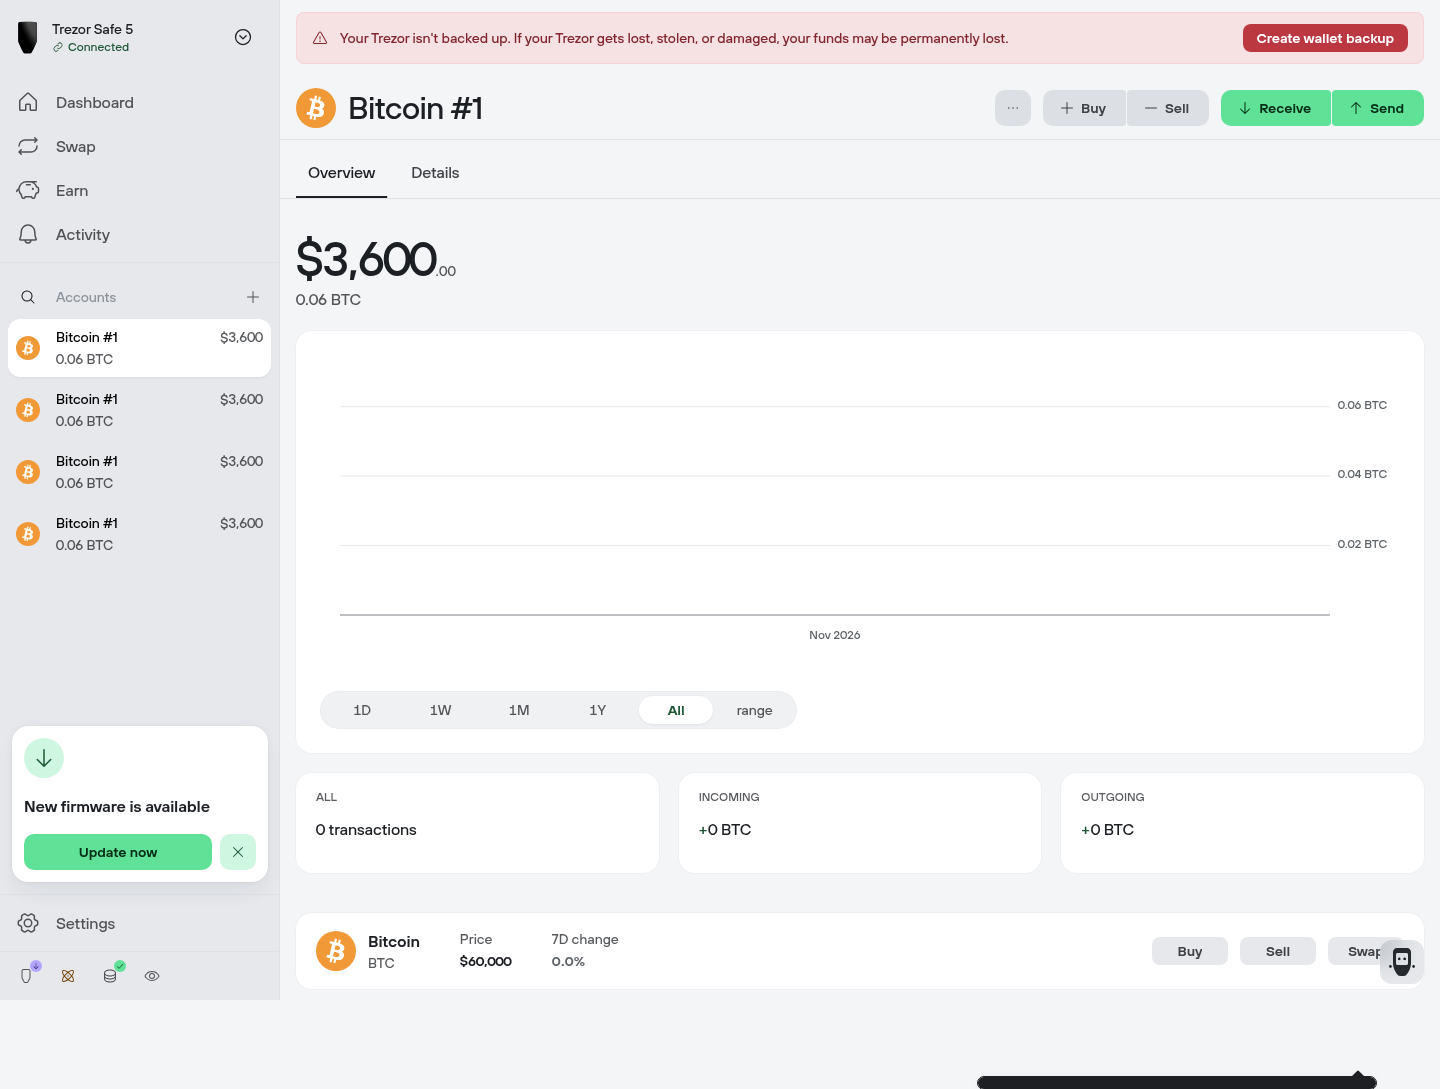 Trezor Safe 5
Connected
Dashboard
Swap
Earn
Activity
Accounts
Bitcoin #1 $3,600
0.06 BTC
Bitcoin #1 $3,600
0.06 BTC
Bitcoin #1 $3,600
0.06 BTC
Bitcoin #1 $3,600
0.06 BTC
New firmware is available
Update now
Settings
Your Trezor isn't backed up. If your Trezor gets lost, stolen, or damaged, your funds may be permanently lost.
Create wallet backup
Bitcoin #1
Buy Sell Receive Send
Overview Details
$3,600.00
0.06 BTC
0.06 BTC
0.04 BTC
0.02 BTC
Nov 2026
1D 1W 1M 1Y All range
ALL
0 transactions
INCOMING
+0 BTC
OUTGOING
+0 BTC
Bitcoin
BTC
Price
$60,000
7D change
0.0%
Buy Sell Swap